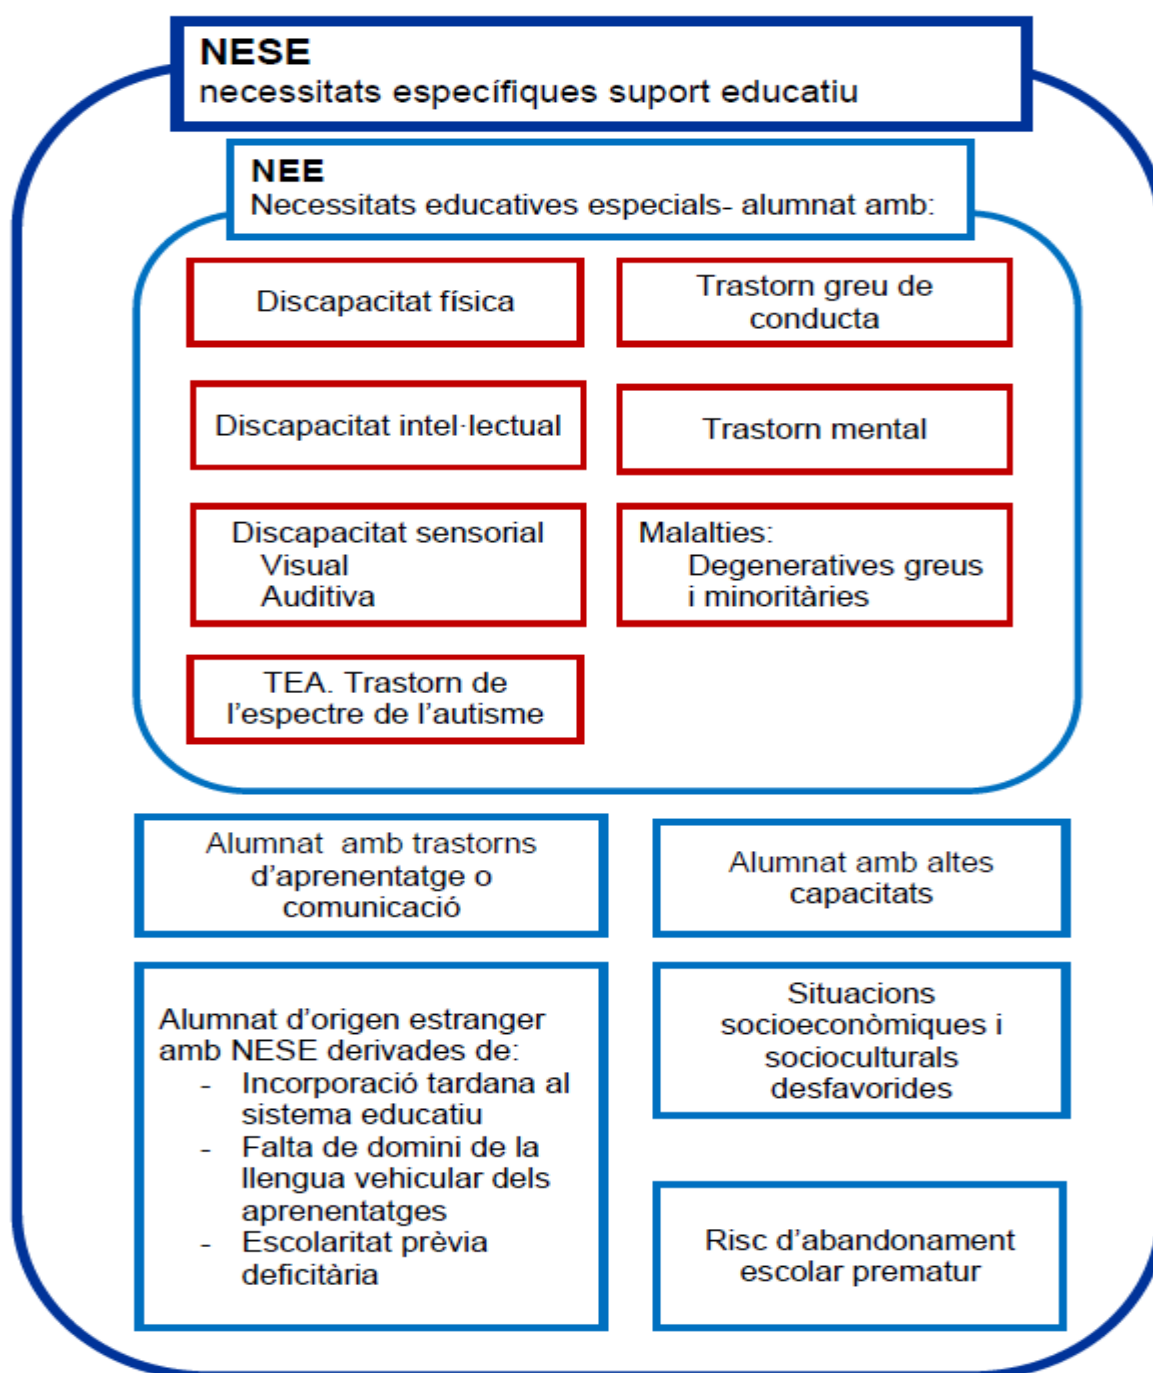 NESE
necessitats específiques suport educatiu
NEE
Necessitats educatives especials- alumnat amb:
Discapacitat física
Trastorn greu de
conducta
Discapacitat intel·lectual
Trastorn mental
Discapacitat sensorial
Visual
Auditiva
Malalties:
Degeneratives greus
i minoritàries
TEA. Trastorn de
l’espectre de l’autisme
Alumnat amb trastorns
d’aprenentatge o
comunicació
Alumnat amb altes
capacitats
Alumnat d’origen estranger
amb NESE derivades de:
- Incorporació tardana al
sistema educatiu
- Falta de domini de la
llengua vehicular dels
aprenentatges
- Escolaritat prèvia
deficitària
Situacions
socioeconòmiques i
socioculturals
desfavorides
Risc d’abandonament
escolar prematur